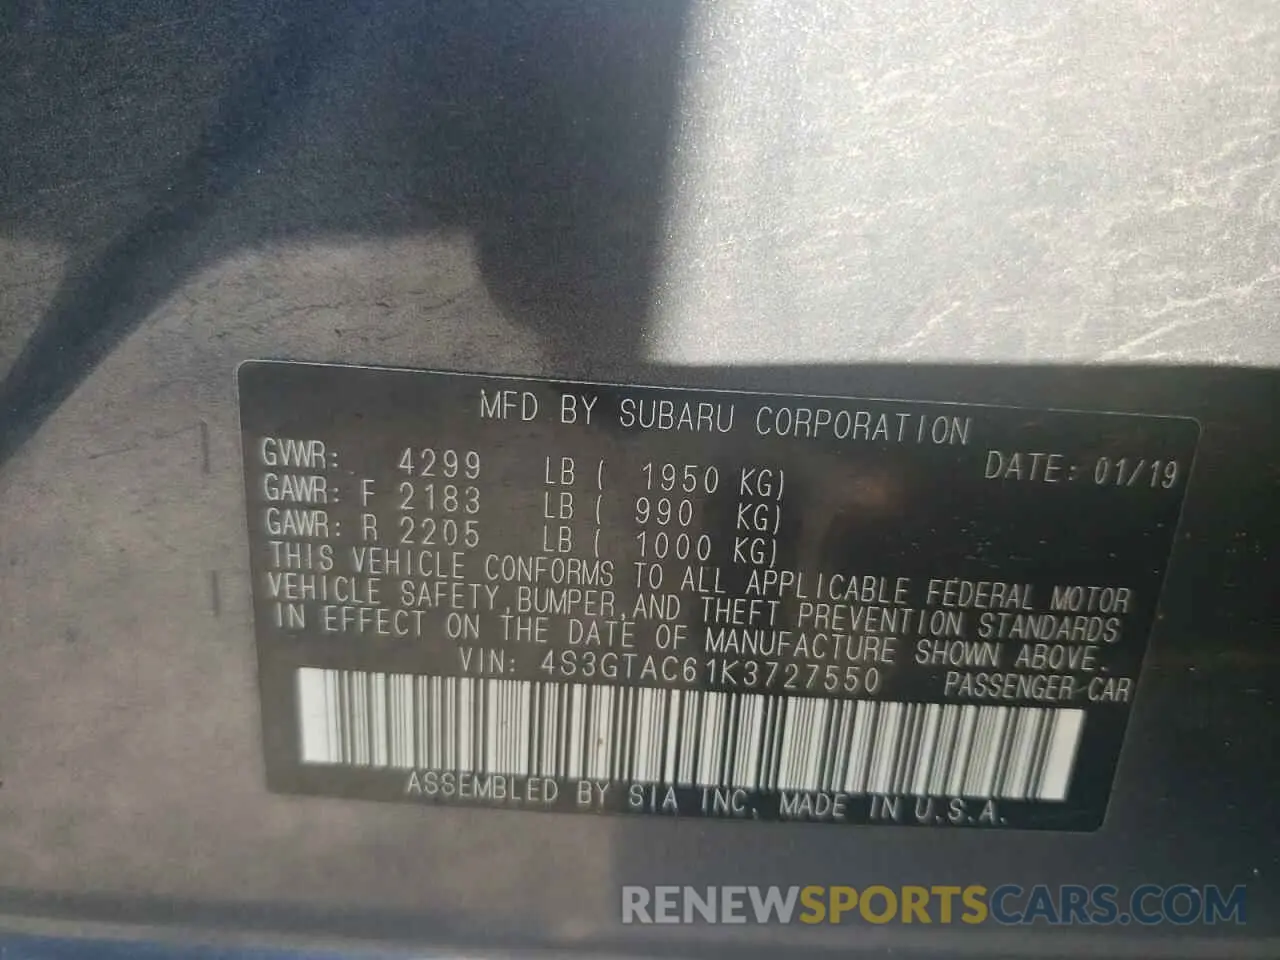 MFD BY SUBARU CORPORATION
GVWR: 4299 LB ( 1950 KG) DATE: 01/19
GAWR: F 2183 LB ( 990 KG)
GAWR: R 2205 LB ( 1000 KG)
THIS VEHICLE CONFORMS TO ALL APPLICABLE FEDERAL MOTOR
VEHICLE SAFETY,BUMPER,AND THEFT PREVENTION STANDARDS
IN EFFECT ON THE DATE OF MANUFACTURE SHOWN ABOVE.
VIN: 4S3GTAC61K3727550 PASSENGER CAR
ASSEMBLED BY SIA INC. MADE IN U.S.A.
RENEWSPORTSCARS.COM